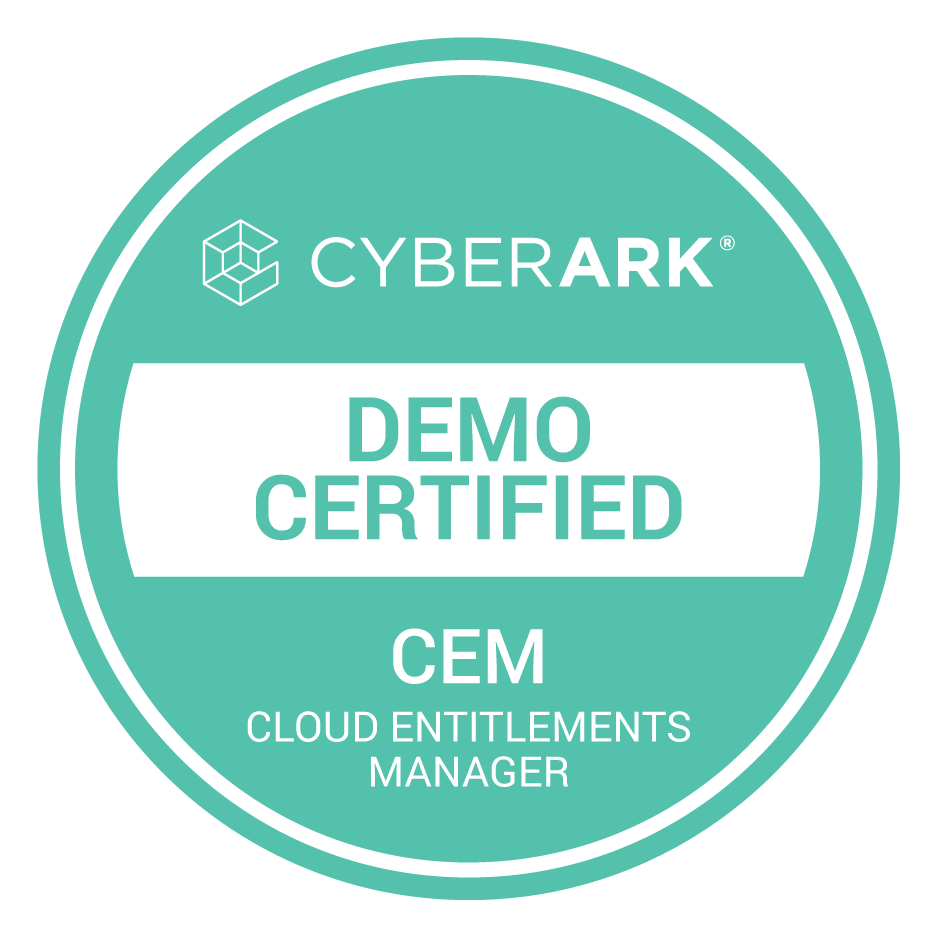 CYBERARK®
DEMO
CERTIFIED
CEM
CLOUD ENTITLEMENTS
MANAGER